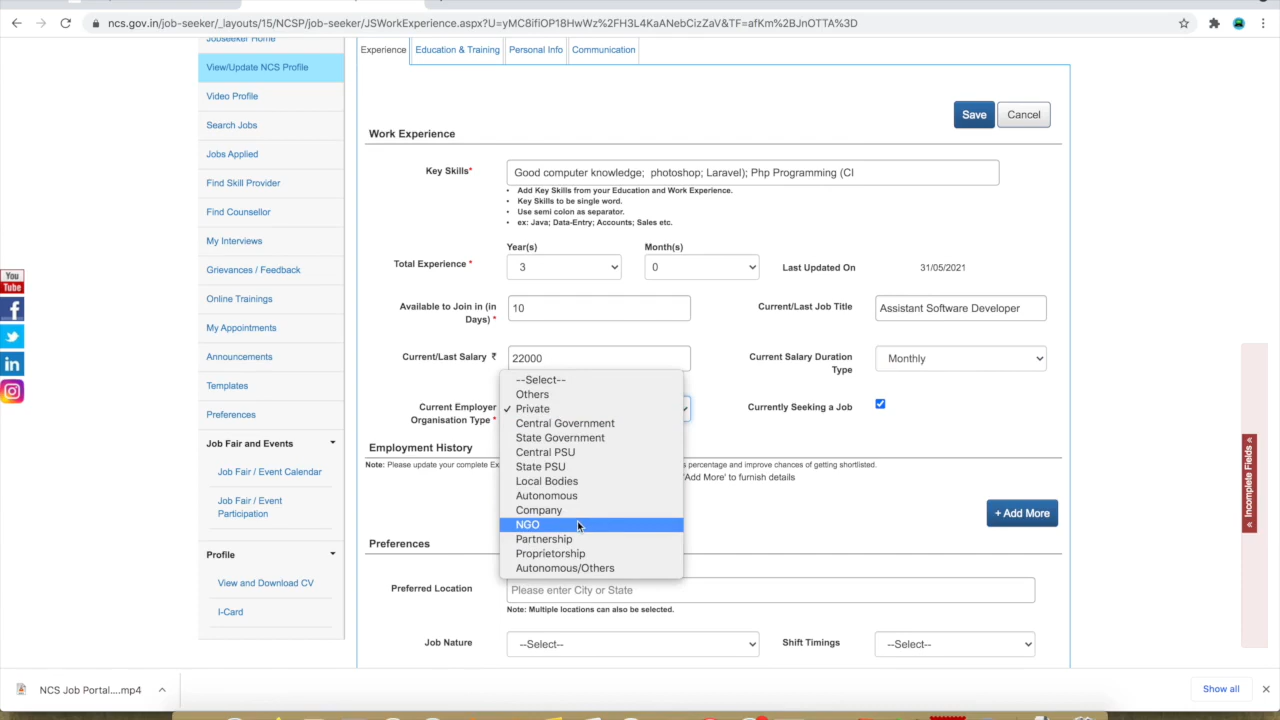 ncs.gov.in/job-seeker/_layouts/15/NCSP/job-seeker/JSWorkExperience.aspx?U=yMC8ifiOP18HwWz%2FH3L4KaANebCizZaV&TF=afKm%2BJnOTTA%3D
Jobseeker Home
View/Update NCS Profile
Video Profile
Search Jobs
Jobs Applied
Find Skill Provider
Find Counsellor
My Interviews
Grievances / Feedback
Online Trainings
My Appointments
Announcements
Templates
Preferences
Job Fair and Events
Job Fair / Event Calendar
Job Fair / Event
Participation
Profile
View and Download CV
I-Card
You
Tube
Experience Education & Training Personal Info Communication
Save Cancel
Work Experience
Key Skills* Good computer knowledge; photoshop; Laravel); Php Programming (CI
• Add Key Skills from your Education and Work Experience.
• Key Skills to be single word.
• Use semi colon as separator.
• ex: Java; Data-Entry; Accounts; Sales etc.
Year(s) Month(s)
Total Experience * 3 0 Last Updated On 31/05/2021
Available to Join in (in
Days) * 10 Current/Last Job Title Assistant Software Developer
Current/Last Salary ₹ 22000 Current Salary Duration
Type Monthly
Current Employer
Organisation Type *
Currently Seeking a Job
--Select--
Others
✓ Private
Central Government
State Government
Central PSU
State PSU
Local Bodies
Autonomous
Company
NGO
Partnership
Proprietorship
Autonomous/Others
Employment History
Note: Please update your complete Ex s percentage and improve chances of getting shortlisted.
'Add More' to furnish details
+ Add More
Preferences
Preferred Location Please enter City or State
Note: Multiple locations can also be selected.
Job Nature --Select-- Shift Timings --Select--
« Incomplete Fields «
NCS Job Portal....mp4
Show all